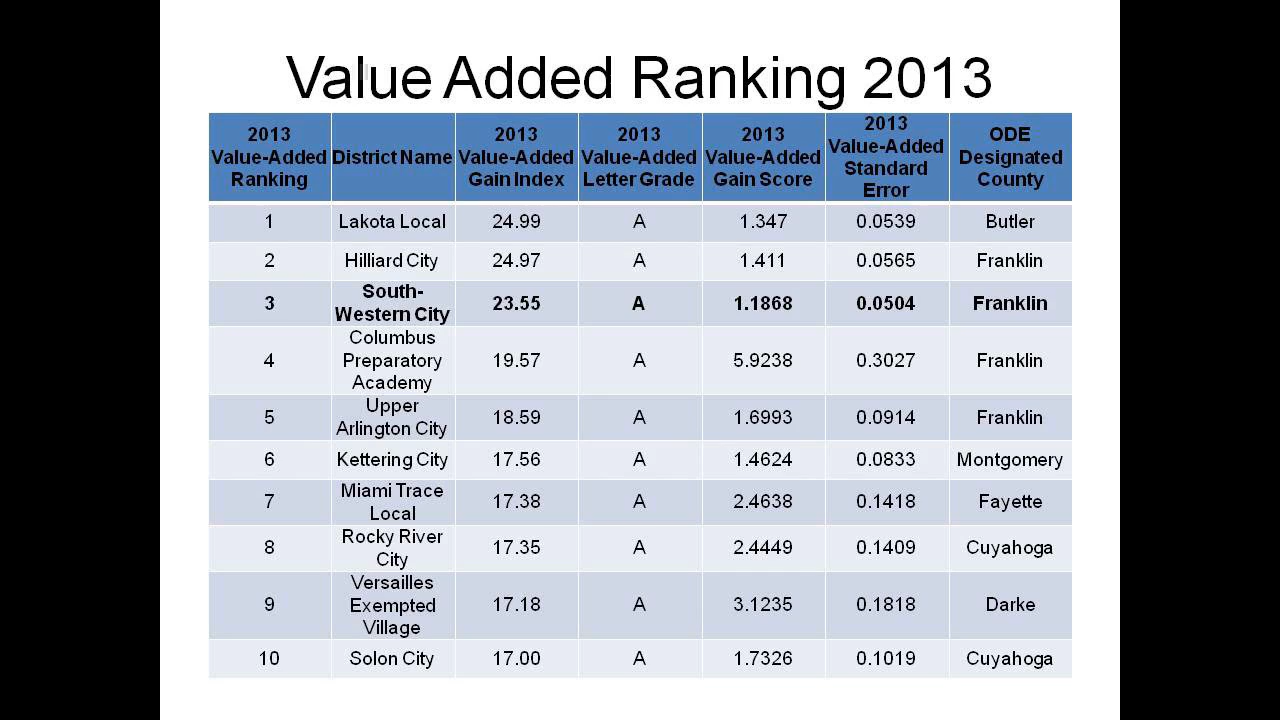 Value Added Ranking 2013
2013 Value-Added Ranking | District Name | 2013 Value-Added Gain Index | 2013 Value-Added Letter Grade | 2013 Value-Added Gain Score | 2013 Value-Added Standard Error | ODE Designated County
1 | Lakota Local | 24.99 | A | 1.347 | 0.0539 | Butler
2 | Hilliard City | 24.97 | A | 1.411 | 0.0565 | Franklin
3 | South-Western City | 23.55 | A | 1.1868 | 0.0504 | Franklin
4 | Columbus Preparatory Academy | 19.57 | A | 5.9238 | 0.3027 | Franklin
5 | Upper Arlington City | 18.59 | A | 1.6993 | 0.0914 | Franklin
6 | Kettering City | 17.56 | A | 1.4624 | 0.0833 | Montgomery
7 | Miami Trace Local | 17.38 | A | 2.4638 | 0.1418 | Fayette
8 | Rocky River City | 17.35 | A | 2.4449 | 0.1409 | Cuyahoga
9 | Versailles Exempted Village | 17.18 | A | 3.1235 | 0.1818 | Darke
10 | Solon City | 17.00 | A | 1.7326 | 0.1019 | Cuyahoga